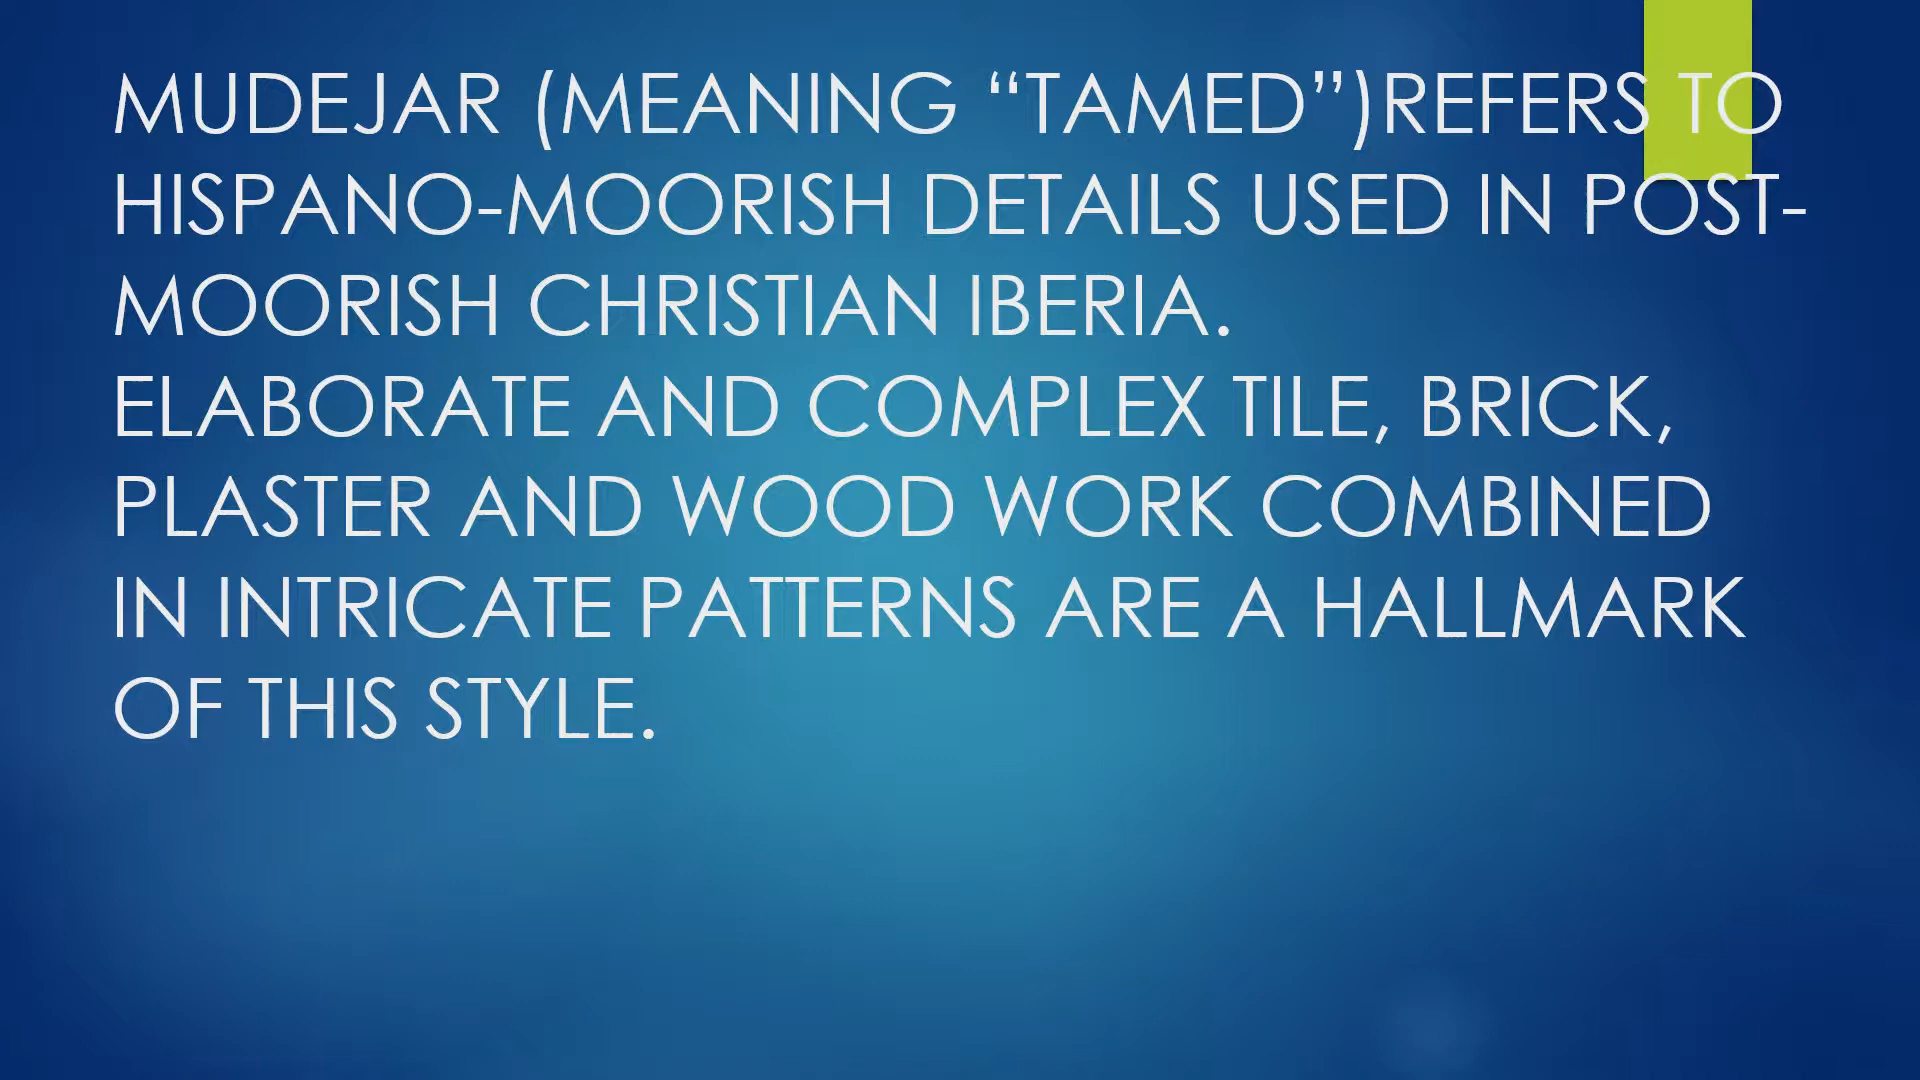 MUDEJAR (MEANING “TAMED”)REFERS TO
HISPANO-MOORISH DETAILS USED IN POST-
MOORISH CHRISTIAN IBERIA.
ELABORATE AND COMPLEX TILE, BRICK,
PLASTER AND WOOD WORK COMBINED
IN INTRICATE PATTERNS ARE A HALLMARK
OF THIS STYLE.